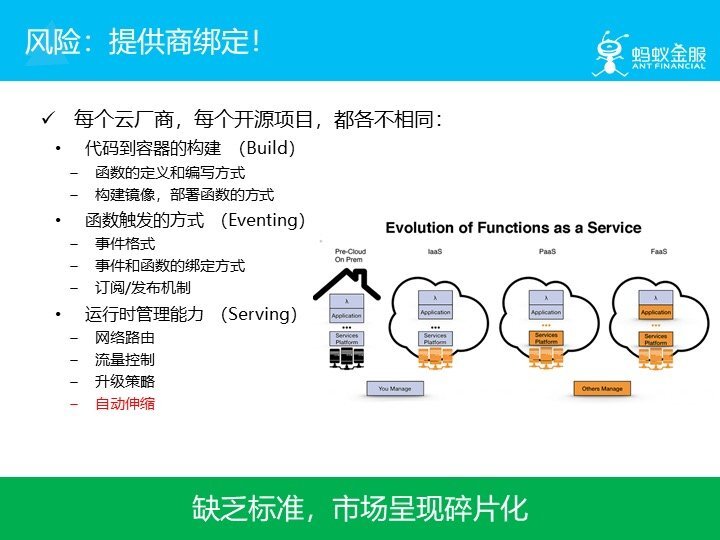 风险：提供商绑定！
蚂蚁金服
ANT FINANCIAL
✓ 每个云厂商，每个开源项目，都各不相同：
• 代码到容器的构建 （Build）
– 函数的定义和编写方式
– 构建镜像，部署函数的方式
• 函数触发的方式 （Eventing）
– 事件格式
– 事件和函数的绑定方式
– 订阅/发布机制
• 运行时管理能力 （Serving）
– 网络路由
– 流量控制
– 升级策略
– 自动伸缩
Evolution of Functions as a Service
Pre-Cloud
On Prem
λ
Application
•••
Services
Platform
IaaS
λ
Application
•••
Services
Platform
PaaS
λ
Application
•••
Services
Platform
FaaS
λ
Application
•••
Services
Platform
You Manage
Others Manage
缺乏标准，市场呈现碎片化